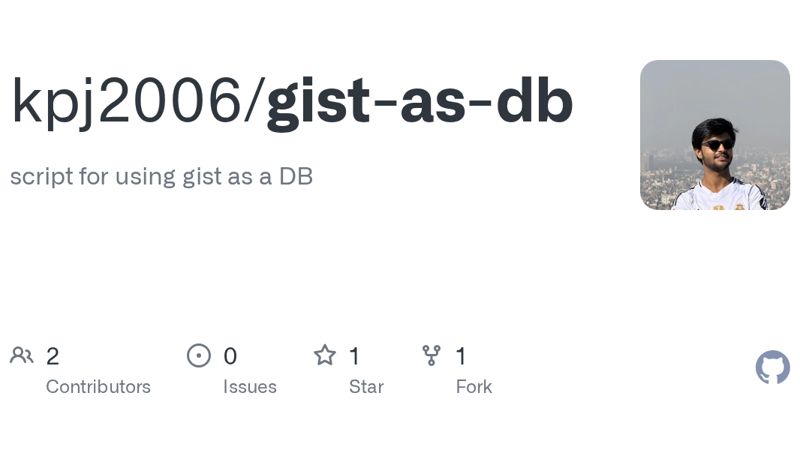 kpj2006/gist-as-db
script for using gist as a DB
2
Contributors
0
Issues
1
Star
1
Fork